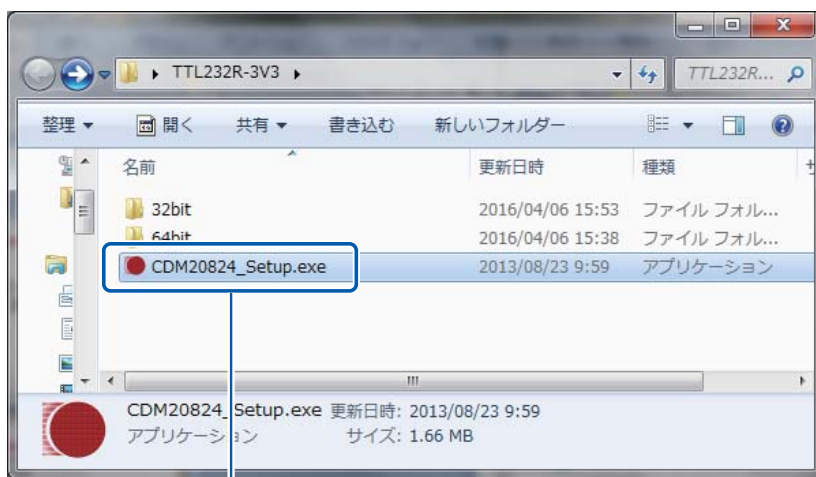 TTL232R-3V3
TTL232R...
整理 開く 共有 書き込む 新しいフォルダー
名前 更新日時 種類 サ
32bit 2016/04/06 15:53 ファイル フォル...
64bit 2016/04/06 15:38 ファイル フォル...
CDM20824_Setup.exe 2013/08/23 9:59 アプリケーション
CDM20824_Setup.exe 更新日時: 2013/08/23 9:59
アプリケーション サイズ: 1.66 MB